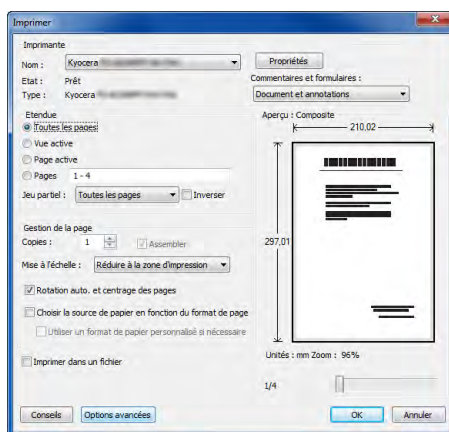 Imprimer
Imprimante
Nom : Kyocera
Propriétés
Etat : Prêt
Type : Kyocera
Commentaires et formulaires :
Document et annotations
Etendue
Toutes les pages
Vue active
Page active
Pages 1 - 4
Jeu partiel : Toutes les pages Inverser
Aperçu : Composite
210,02
297,01
Gestion de la page
Copies : 1 Assembler
Mise à l'échelle : Réduire à la zone d'impression
Rotation auto. et centrage des pages
Choisir la source de papier en fonction du format de page
Utiliser un format de papier personnalisé si nécessaire
Imprimer dans un fichier
Unités : mm Zoom : 96%
1/4
Conseils Options avancées OK Annuler